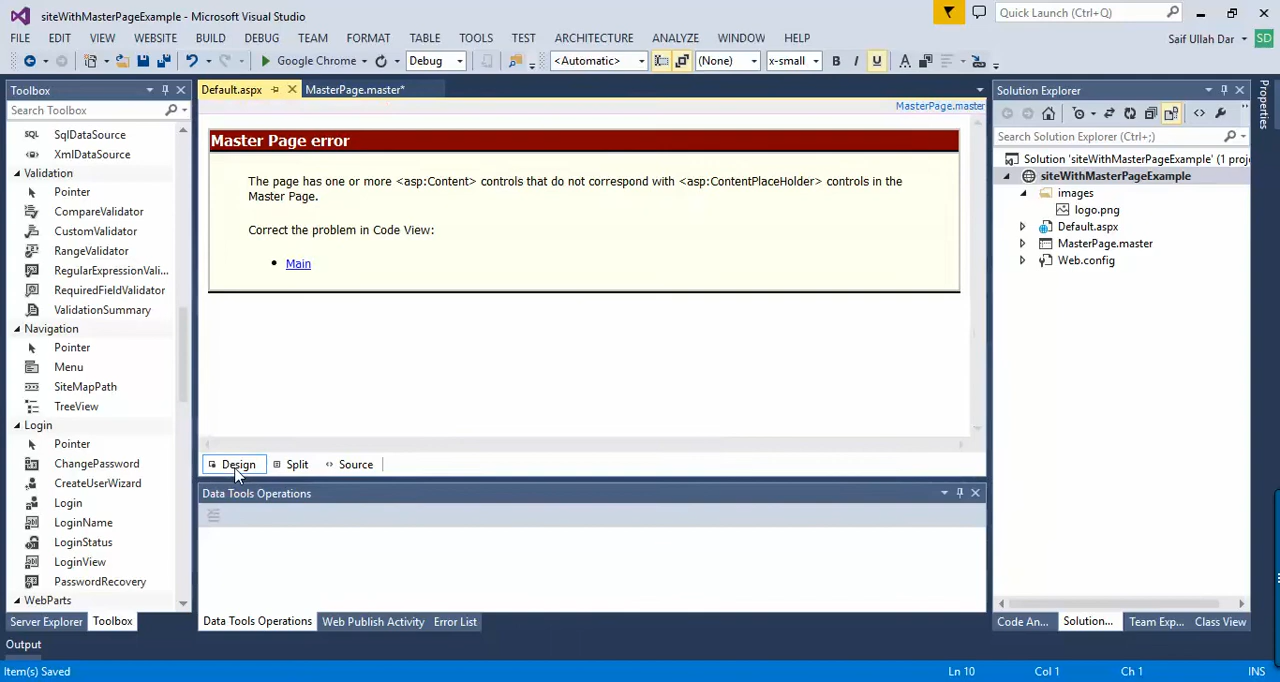 siteWithMasterPageExample - Microsoft Visual Studio
Quick Launch (Ctrl+Q)
FILE EDIT VIEW WEBSITE BUILD DEBUG TEAM FORMAT TABLE TOOLS TEST ARCHITECTURE ANALYZE WINDOW HELP
Saif Ullah Dar SD
Google Chrome Debug <Automatic> (None) x-small B I U A
Toolbox
Search Toolbox
SqlDataSource
XmlDataSource
Validation
Pointer
CompareValidator
CustomValidator
RangeValidator
RegularExpressionVali...
RequiredFieldValidator
ValidationSummary
Navigation
Pointer
Menu
SiteMapPath
TreeView
Login
Pointer
ChangePassword
CreateUserWizard
Login
LoginName
LoginStatus
LoginView
PasswordRecovery
WebParts
Server Explorer Toolbox
Default.aspx MasterPage.master*
MasterPage.master
Master Page error
The page has one or more <asp:Content> controls that do not correspond with <asp:ContentPlaceHolder> controls in the
Master Page.
Correct the problem in Code View:
Main
Design Split Source
Data Tools Operations
Data Tools Operations Web Publish Activity Error List
Solution Explorer
Search Solution Explorer (Ctrl+;)
Solution 'siteWithMasterPageExample' (1 proj
siteWithMasterPageExample
images
logo.png
Default.aspx
MasterPage.master
Web.config
Code An... Solution... Team Exp... Class View
Properties
Output
Item(s) Saved Ln 10 Col 1 Ch 1 INS